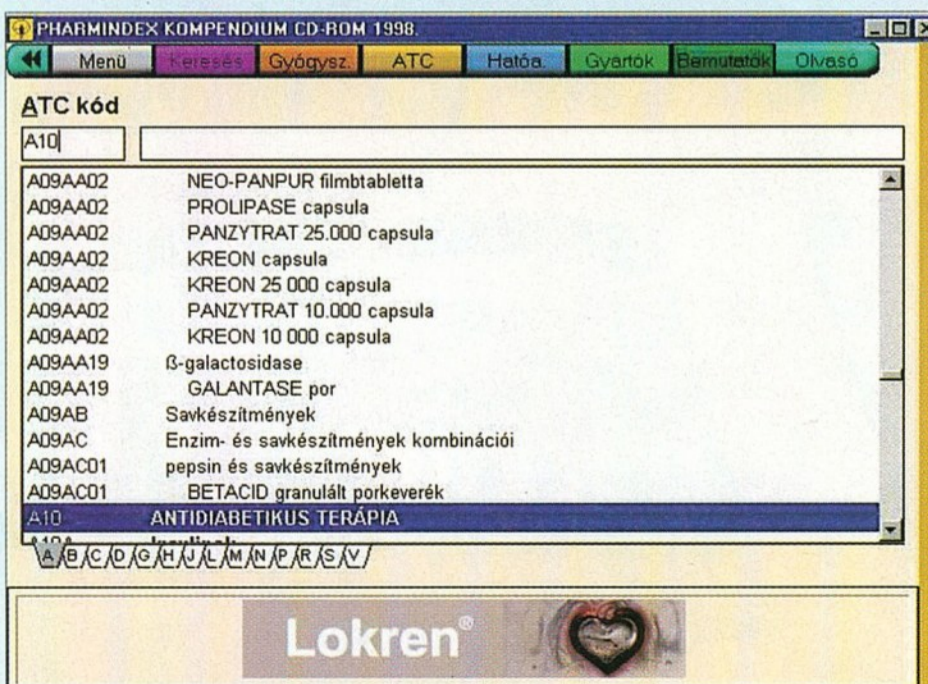 PHARMINDEX KOMPENDIUM CD-ROM 1998.
Menü Keresés Gyógysz. ATC Hatóa. Gyártók Bemutatók Olvasó
ATC kód
A10
A09AA02 NEO-PANPUR filmbtabletta
A09AA02 PROLIPASE capsula
A09AA02 PANZYTRAT 25.000 capsula
A09AA02 KREON capsula
A09AA02 KREON 25 000 capsula
A09AA02 PANZYTRAT 10.000 capsula
A09AA02 KREON 10 000 capsula
A09AA19 ß-galactosidase
A09AA19 GALANTASE por
A09AB Savkészítmények
A09AC Enzim- és savkészítmények kombinációi
A09AC01 pepsin és savkészítmények
A09AC01 BETACID granulált porkeverék
A10 ANTIDIABETIKUS TERÁPIA
A B C D G H J L M N P R S V
Lokren®